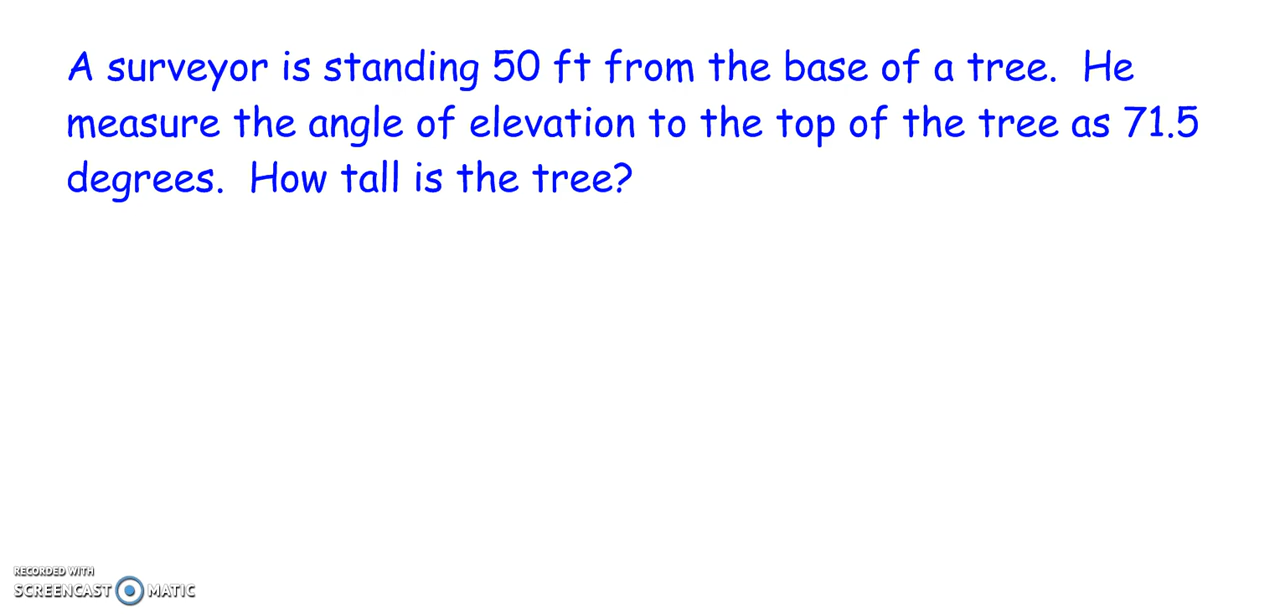 A surveyor is standing 50 ft from the base of a tree.  He
measure the angle of elevation to the top of the tree as 71.5
degrees.  How tall is the tree?
RECORDED WITH
SCREENCAST MATIC